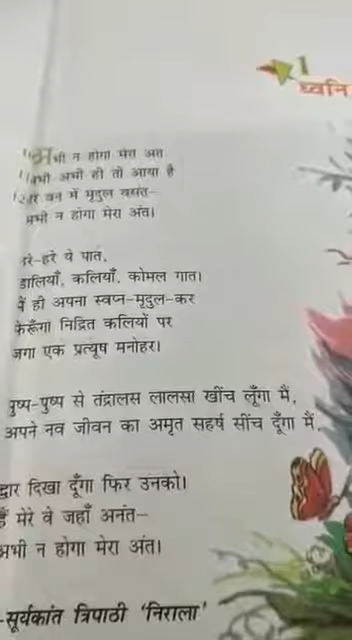 1
ध्वनि
अभी न होगा मेरा अंत
अभी अभी ही तो आया है
मेरे वन में मृदुल वसंत–
अभी न होगा मेरा अंत।
हरे-हरे ये पात,
डालियाँ, कलियाँ, कोमल गात।
मैं ही अपना स्वप्न-मृदुल-कर
फेरूँगा निद्रित कलियों पर
जगा एक प्रत्यूष मनोहर।
पुष्प-पुष्प से तंद्रालस लालसा खींच लूँगा मैं,
अपने नव जीवन का अमृत सहर्ष सींच दूँगा मैं,
द्वार दिखा दूँगा फिर उनको।
हैं मेरे वे जहाँ अनंत–
अभी न होगा मेरा अंत।
-सूर्यकांत त्रिपाठी 'निराला'